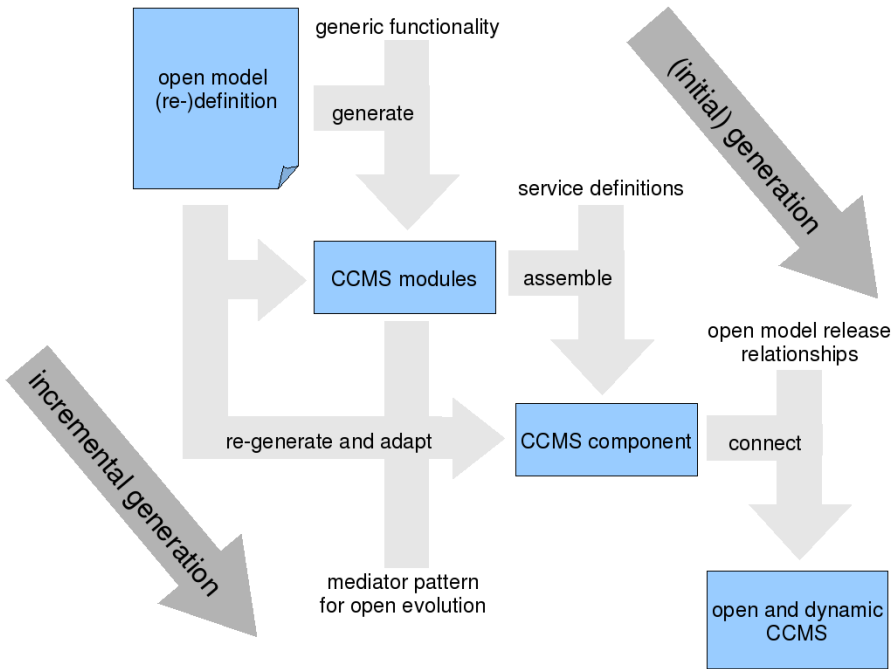 generic functionality
open model
(re-)definition
generate
(initial) generation
service definitions
CCMS modules
assemble
open model release
relationships
incremental generation
re-generate and adapt
CCMS component
connect
mediator pattern
for open evolution
open and dynamic
CCMS